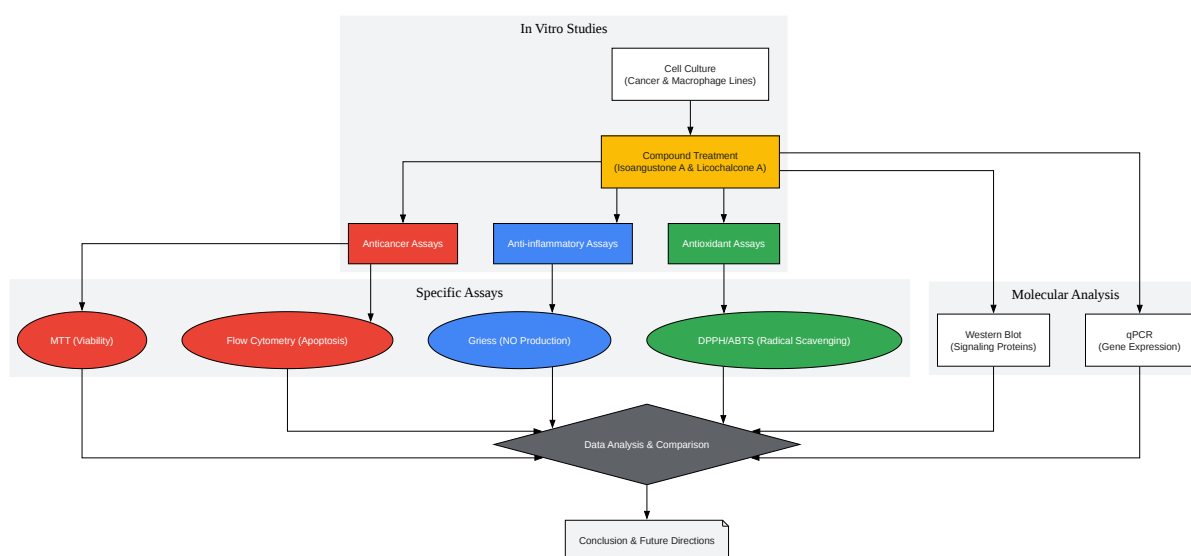 In Vitro Studies
Cell Culture
(Cancer & Macrophage Lines)
Compound Treatment
(Isoangustone A & Licochalcone A)
Anticancer Assays
Anti-inflammatory Assays
Antioxidant Assays
Specific Assays
Molecular Analysis
MTT (Viability)
Flow Cytometry (Apoptosis)
Griess (NO Production)
DPPH/ABTS (Radical Scavenging)
Western Blot
(Signaling Proteins)
qPCR
(Gene Expression)
Data Analysis & Comparison
Conclusion & Future Directions